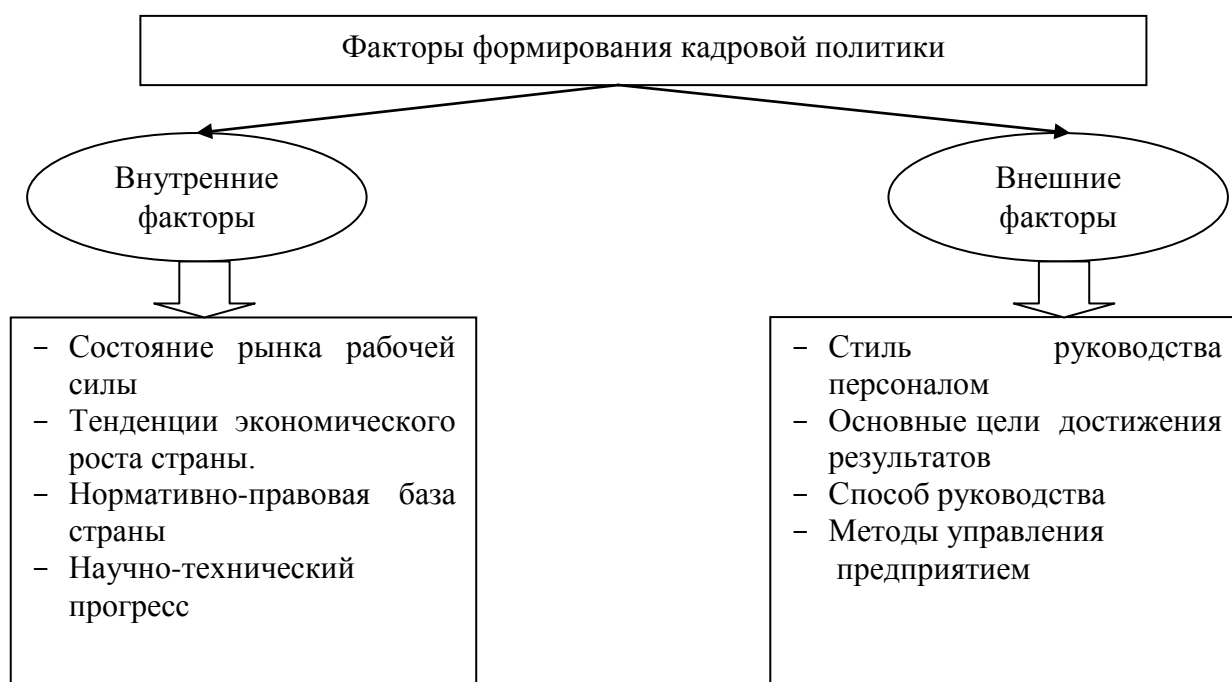 Факторы формирования кадровой политики
Внутренние
факторы
Внешние
факторы
- Состояние рынка рабочей
силы
- Тенденции экономического
роста страны.
- Нормативно-правовая база
страны
- Научно-технический
прогресс
- Стиль руководства
персоналом
- Основные цели достижения
результатов
- Способ руководства
- Методы управления
предприятием